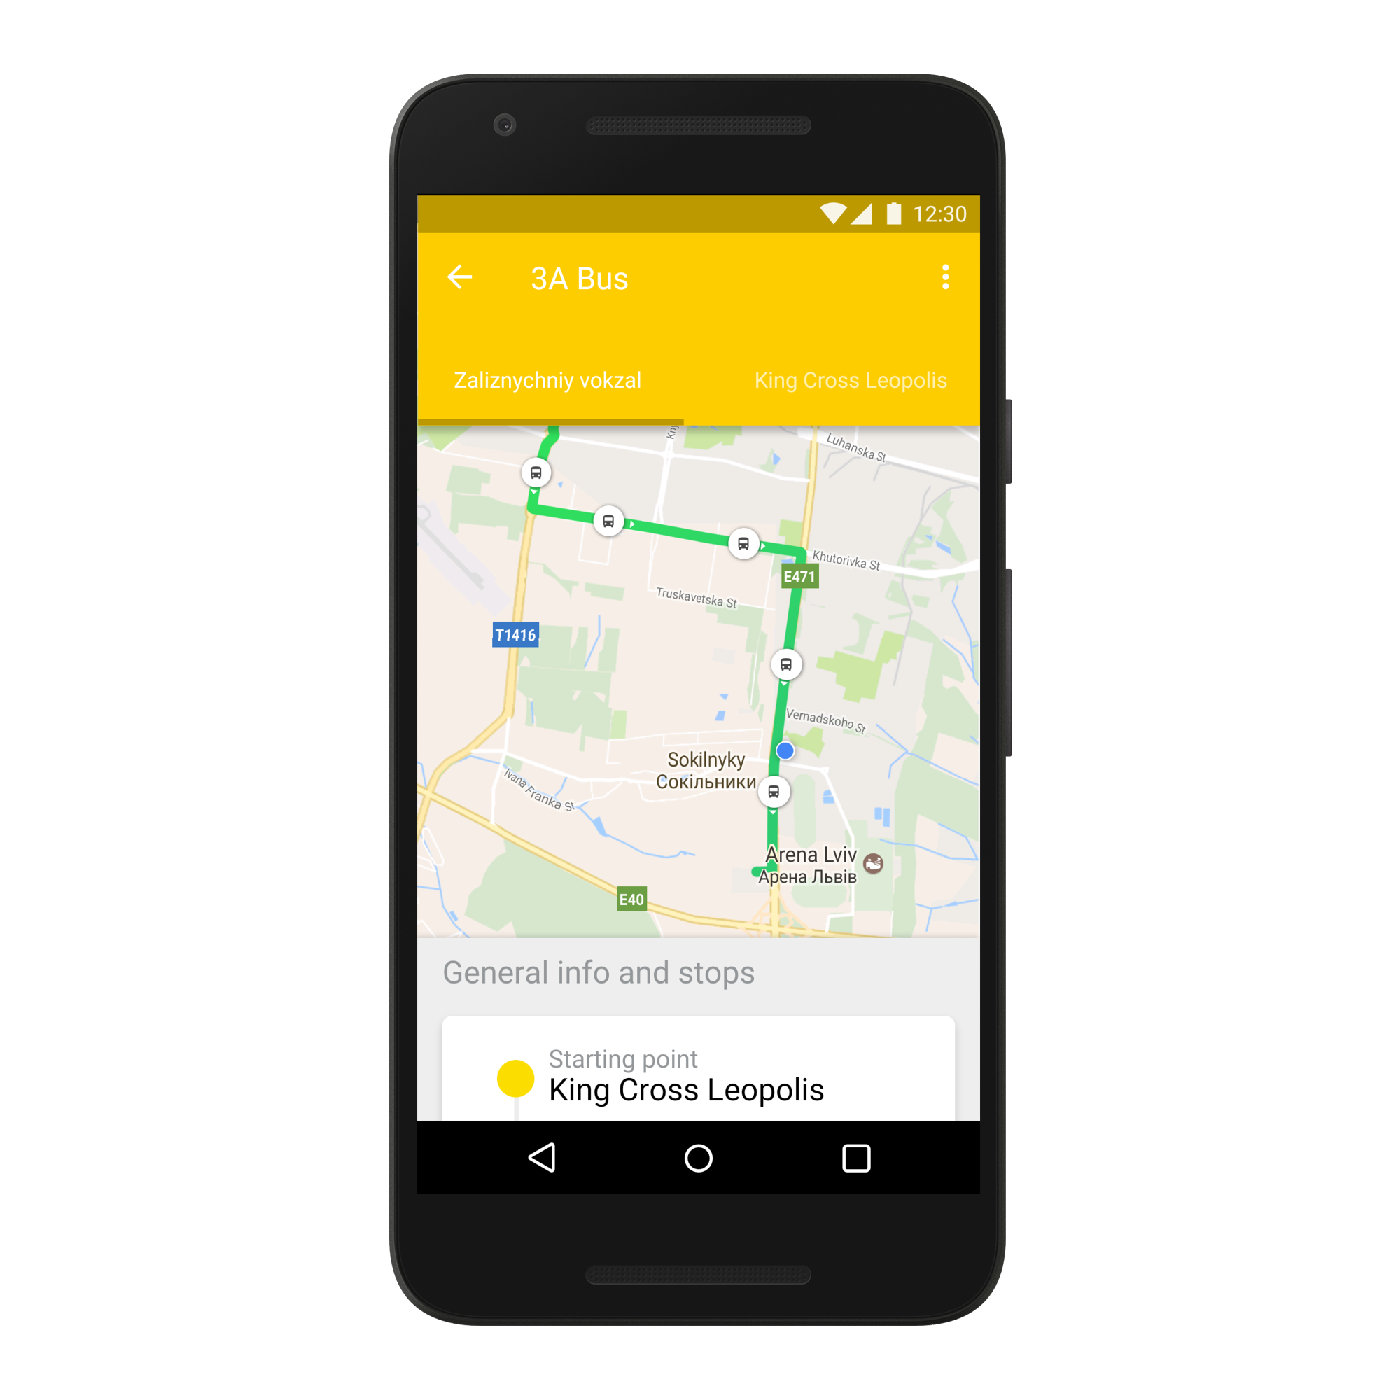 12:30
3A Bus
Zaliznychniy vokzal
King Cross Leopolis
Luhanska St
Khutorivka St
E471
Truskavetska St
T1416
Vernadskoho St
Sokilnyky
Сокільники
Ivana Franka St
Arena Lviv
Арена Львів
E40
General info and stops
Starting point
King Cross Leopolis